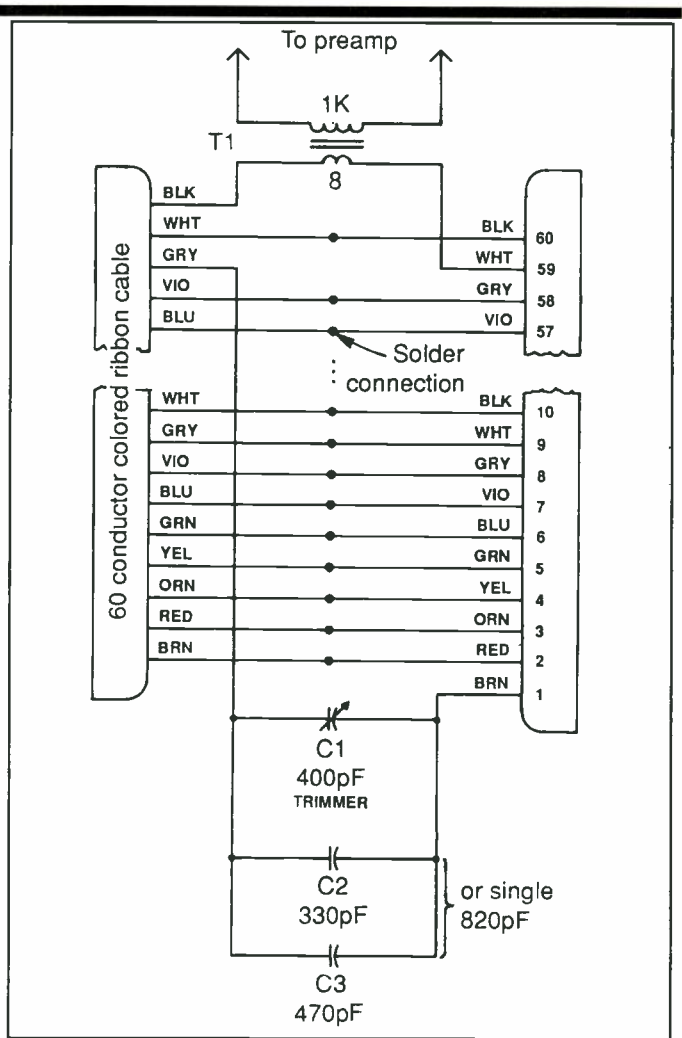 To preamp
1K
T1
8
BLK
WHT
GRY
VIO
BLU
BLK 60
WHT 59
GRY 58
VIO 57
Solder
connection
60 conductor colored ribbon cable
WHT
GRY
VIO
BLU
GRN
YEL
ORN
RED
BRN
BLK 10
WHT 9
GRY 8
VIO 7
BLU 6
GRN 5
YEL 4
ORN 3
RED 2
BRN 1
C1
400pF
TRIMMER
C2
330pF
or single
820pF
C3
470pF